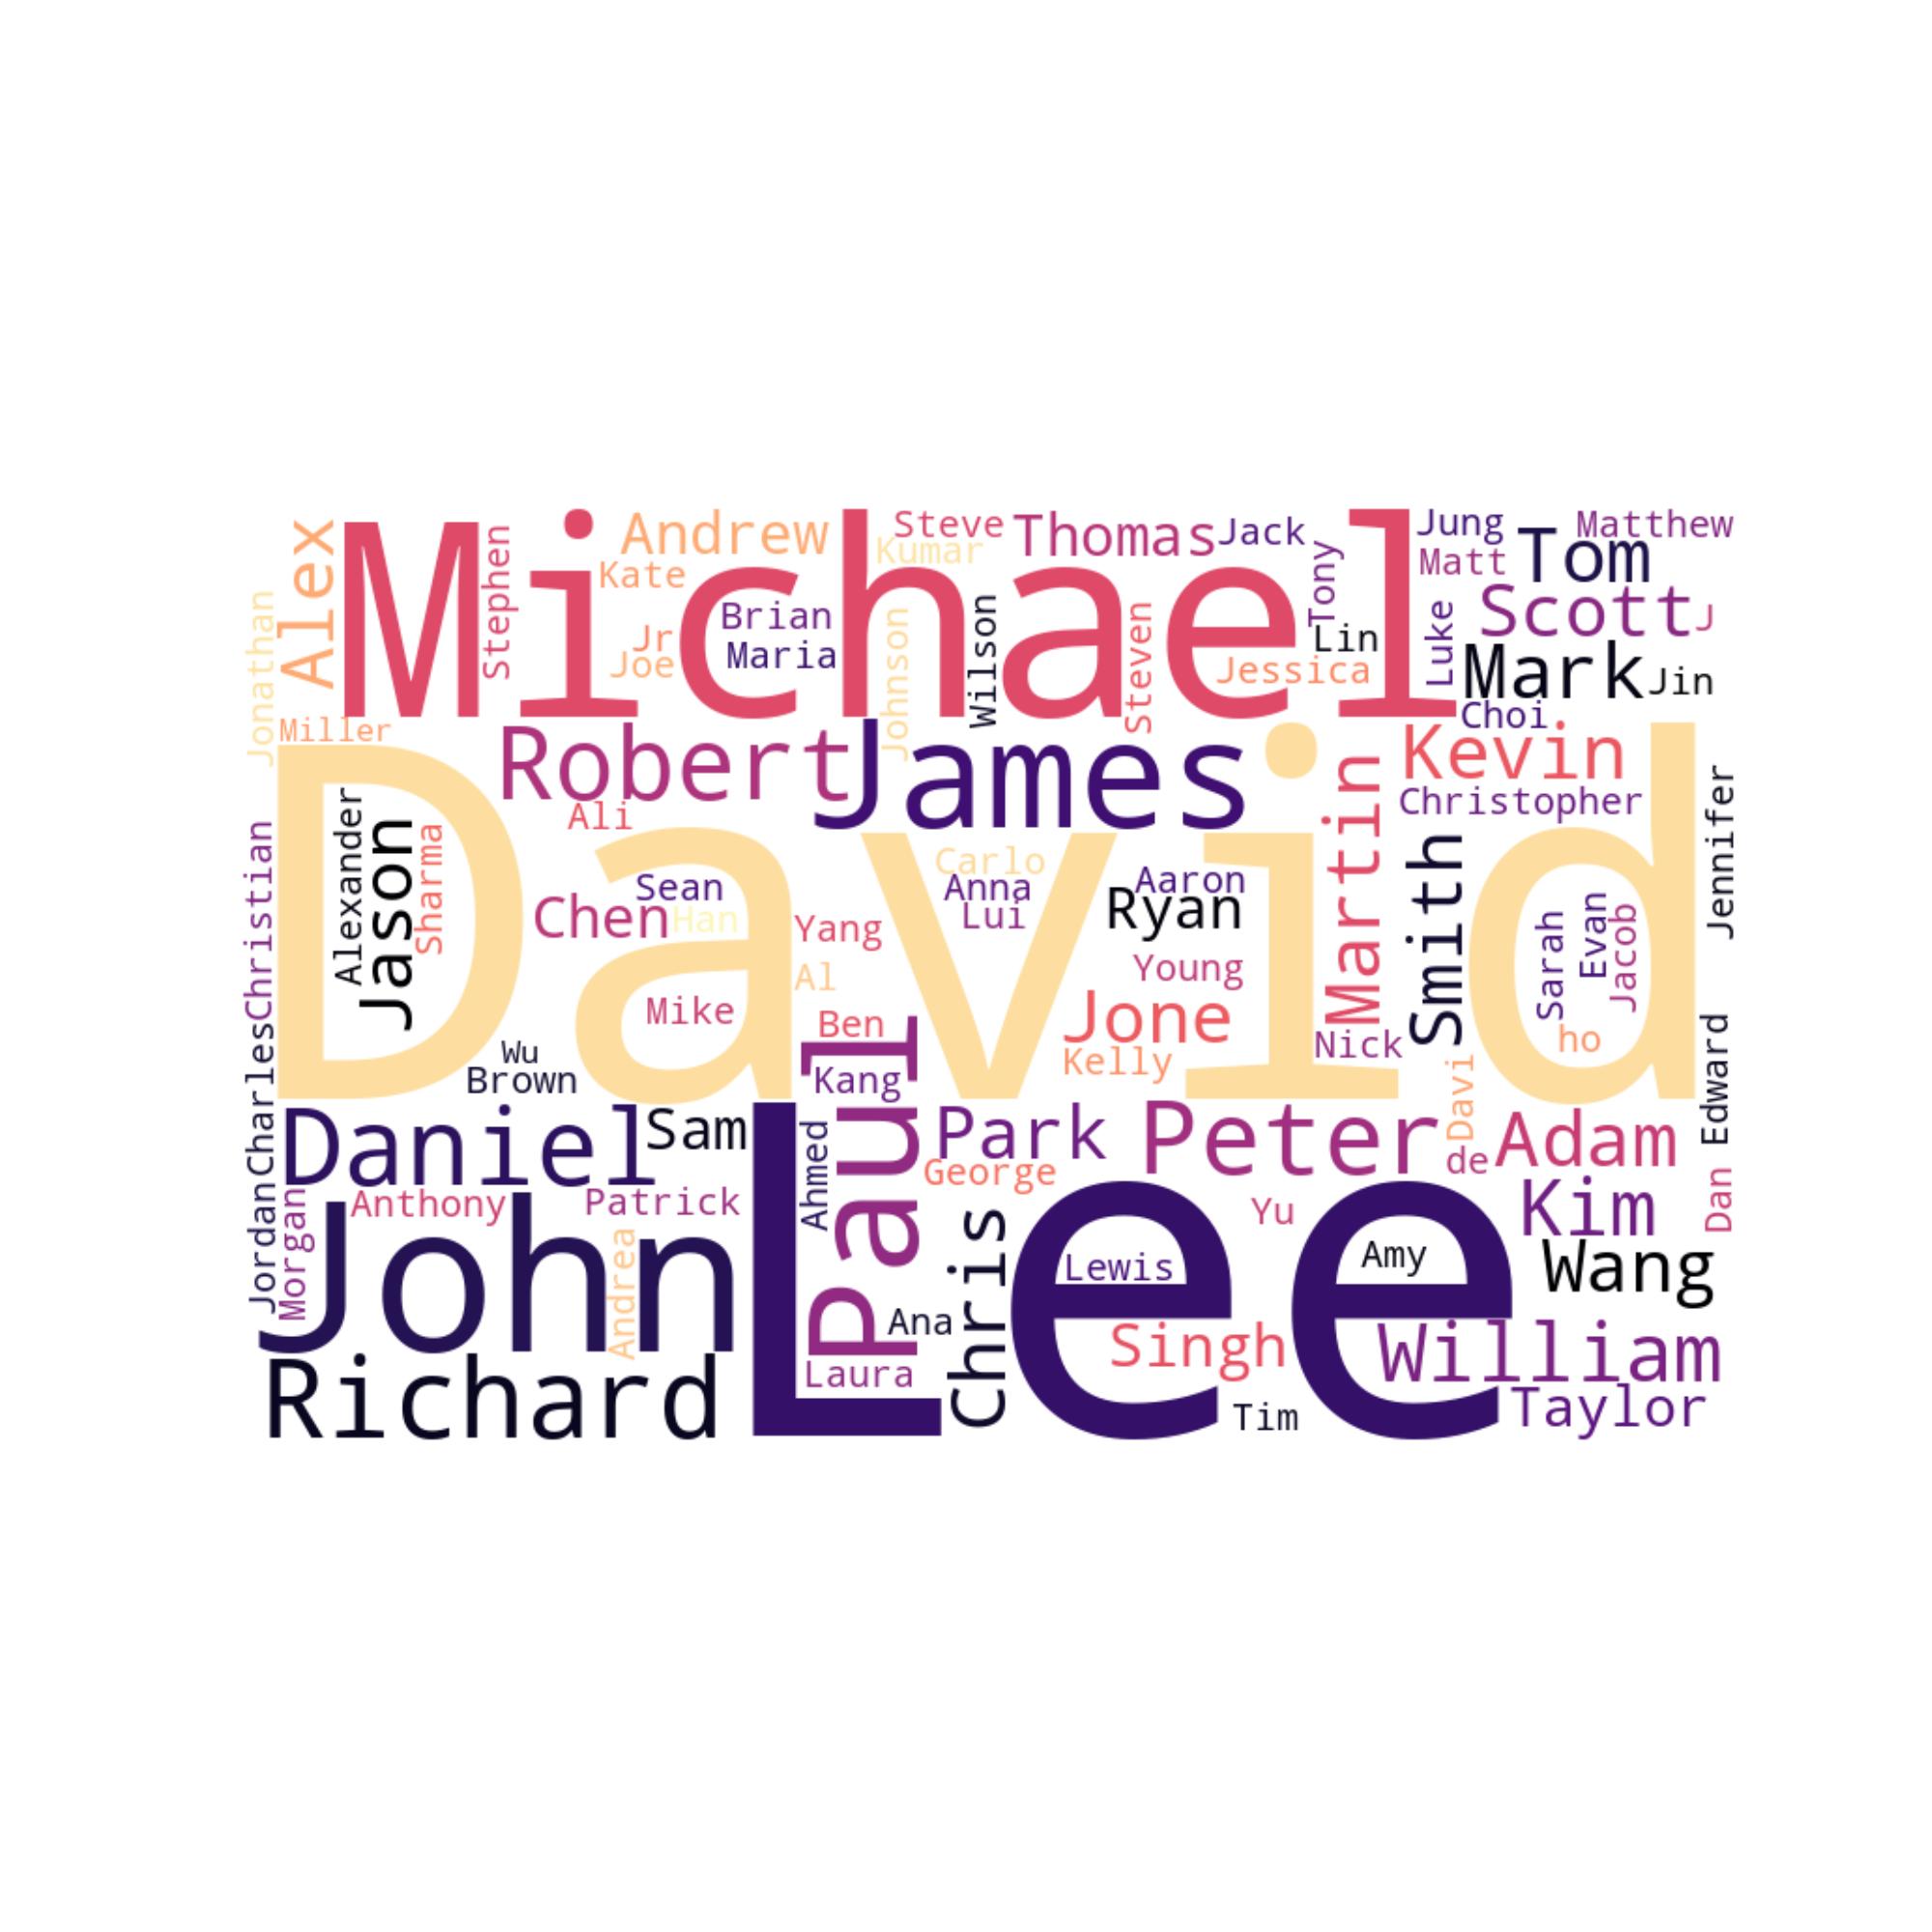 Michael
Alex
Jonathan
Miller
Stephen
Andrew
Kate
Jr
Joe
Brian
Maria
Steve
Kumar
Johnson
Wilson
Thomas
Jack
Steven
Tony
Lin
Jessica
Jung
Matt
Luke
Tom
Matthew
Scott
J
Mark
Jin
Choi
David
Robert
James
Ali
Kevin
Christopher
Martin
Smith
Jennifer
Christian
Alexander
Jason
Sharma
Sean
Chen
Han
Carlo
Anna
Lui
Aaron
Ryan
Yang
Al
Young
Mike
Ben
Jone
Kelly
Nick
Sarah
Evan
Jacob
ho
Wu
Brown
Kang
Paul
Charles
Davi
Edward
Daniel
Sam
Ahmed
Park
George
Peter
de
Adam
Dan
Jordan
Morgan
Anthony
Patrick
John
Andrea
Lee
Chris
Yu
Kim
Lewis
Amy
Wang
Ana
Laura
Singh
William
Richard
Tim
Taylor